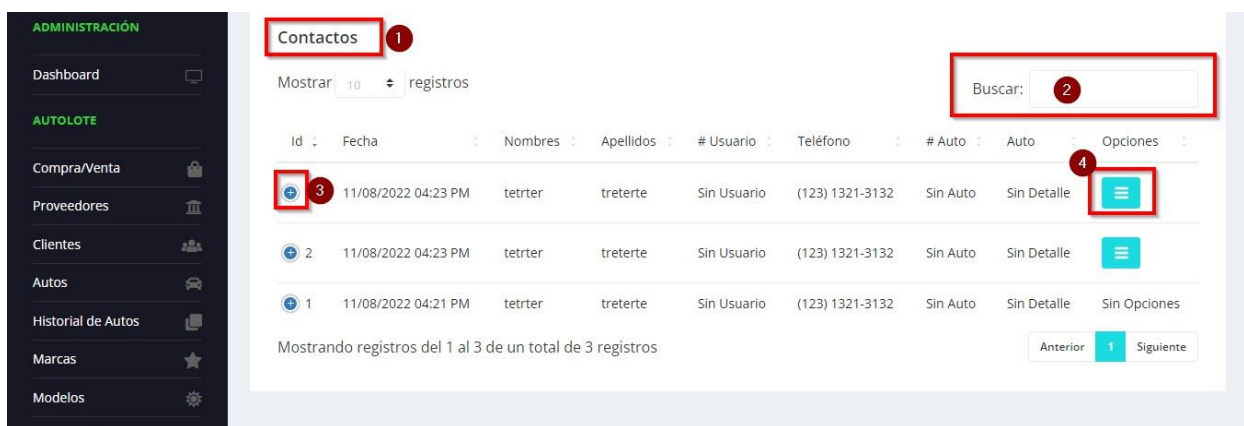 ADMINISTRACIÓN
Dashboard
AUTOLOTE
Compra/Venta
Proveedores
Clientes
Autos
Historial de Autos
Marcas
Modelos
Contactos 1
Mostrar 10 registros
Buscar: 2
Id Fecha Nombres Apellidos # Usuario Teléfono # Auto Auto Opciones
4
3 11/08/2022 04:23 PM tetrter treterte Sin Usuario (123) 1321-3132 Sin Auto Sin Detalle
2 11/08/2022 04:23 PM tetrter treterte Sin Usuario (123) 1321-3132 Sin Auto Sin Detalle
1 11/08/2022 04:21 PM tetrter treterte Sin Usuario (123) 1321-3132 Sin Auto Sin Detalle Sin Opciones
Mostrando registros del 1 al 3 de un total de 3 registros
Anterior 1 Siguiente